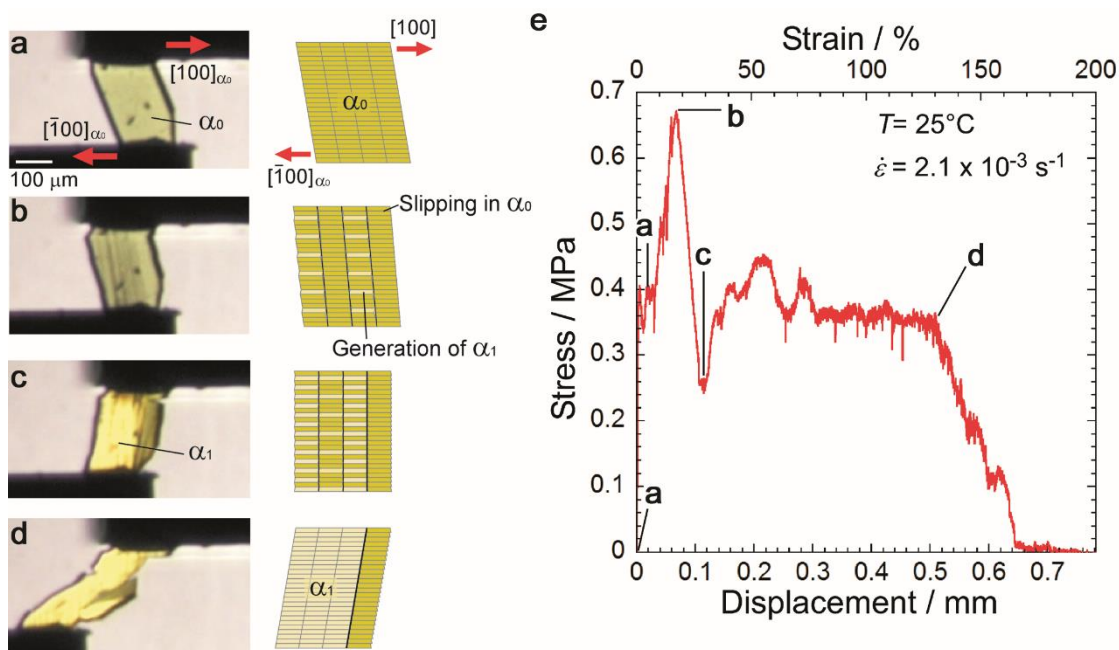 a
[100]α₀
α₀
[1̄00]α₀
100 μm
[100]
α₀
[1̄00]α₀
b
Slipping in α₀
Generation of α₁
c
α₁
d
α₁
e
Strain / %
0 50 100 150 200
Stress / MPa
0.7
0.6
0.5
0.4
0.3
0.2
0.1
0
a
b
c
d
a
T= 25°C
ε̇ = 2.1 x 10⁻³ s⁻¹
0 0.1 0.2 0.3 0.4 0.5 0.6 0.7
Displacement / mm